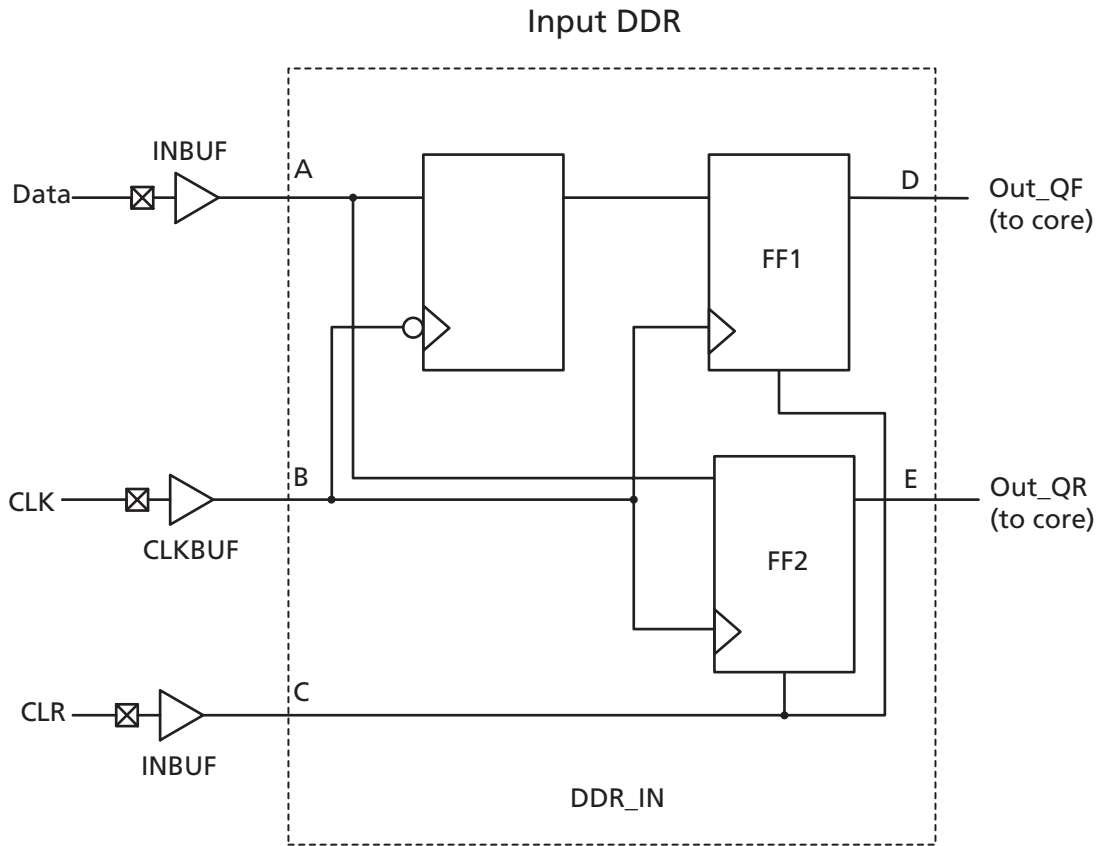 Input DDR
INBUF
Data
A
D
Out_QF
(to core)
FF1
B
E
CLK
Out_QR
(to core)
CLKBUF
FF2
C
CLR
INBUF
DDR_IN